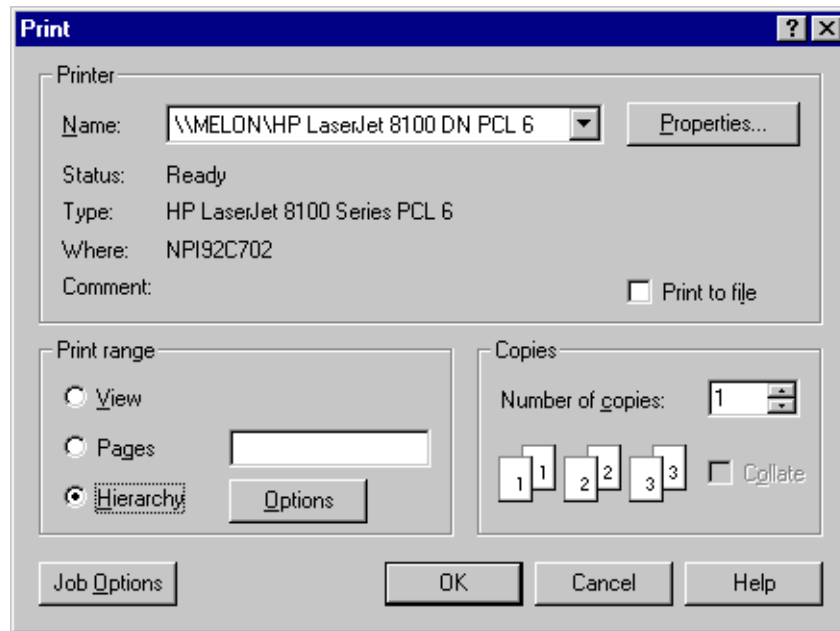 Print
Printer
Name: \\MELON\HP LaserJet 8100 DN PCL 6 Properties...
Status: Ready
Type: HP LaserJet 8100 Series PCL 6
Where: NPI92C702
Comment:
Print to file
Print range
View
Pages
Hierarchy Options
Copies
Number of copies: 1
1 1 2 2 3 3 Collate
Job Options OK Cancel Help